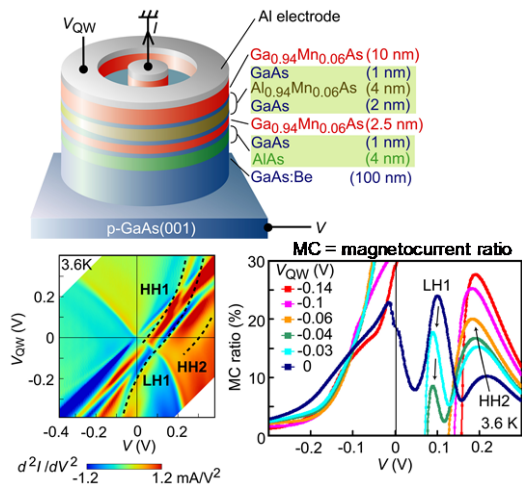 V_QW
I
Al electrode
Ga0.94Mn0.06As (10 nm)
GaAs (1 nm)
Al0.94Mn0.06As (4 nm)
GaAs (2 nm)
Ga0.94Mn0.06As (2.5 nm)
GaAs (1 nm)
AlAs (4 nm)
GaAs:Be (100 nm)
p-GaAs(001)
V
3.6K
HH1
LH1
HH2
V_QW (V)
0.2
0
-0.2
-0.4 -0.2 0 0.2
V (V)
d²I/dV²
-1.2 1.2 mA/V²
MC = magnetocurrent ratio
V_QW (V)
-0.14
-0.1
-0.06
-0.04
-0.03
0
LH1
HH2
3.6 K
MC ratio (%)
30
20
10
0
-0.3 -0.2 -0.1 0 0.1 0.2
V (V)